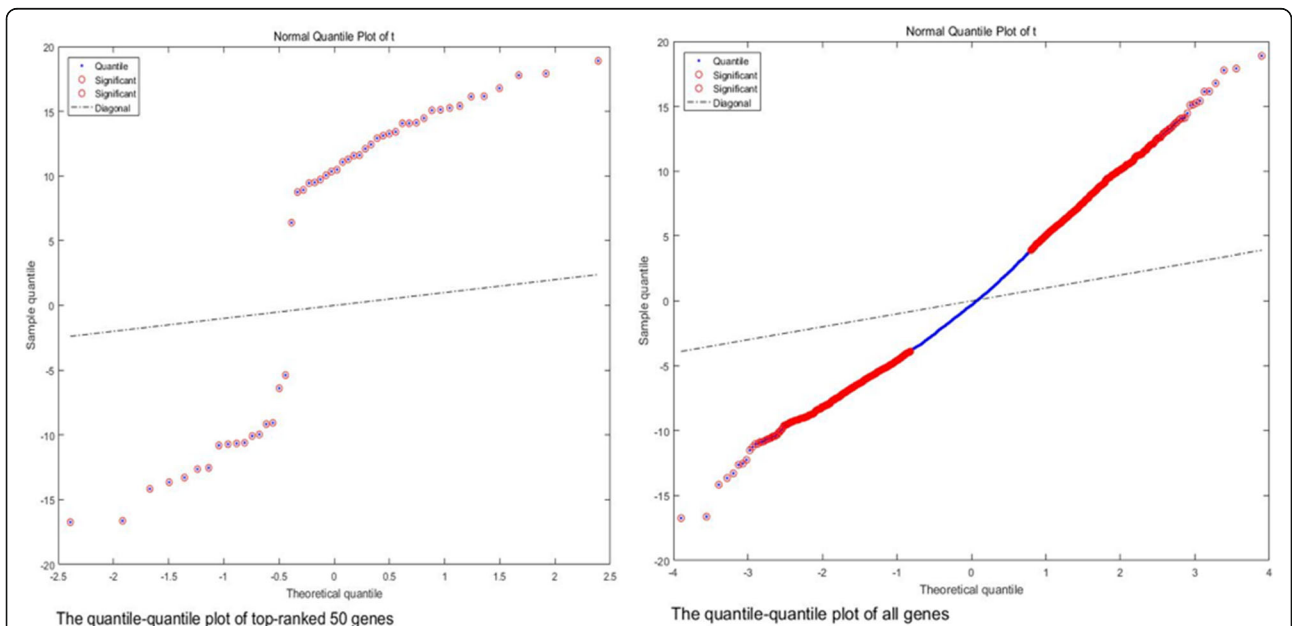 Normal Quantile Plot of t
Quantile
Significant
Significant
Diagonal
20
15
10
5
0
-5
-10
-15
-20
Sample quantile
-2.5
-2
-1.5
-1
-0.5
0
0.5
1
1.5
2
2.5
Theoretical quantile
The quantile-quantile plot of top-ranked 50 genes
Normal Quantile Plot of t
Quantile
Significant
Significant
Diagonal
20
15
10
5
0
-5
-10
-15
-20
Sample quantile
-4
-3
-2
-1
0
1
2
3
4
Theoretical quantile
The quantile-quantile plot of all genes